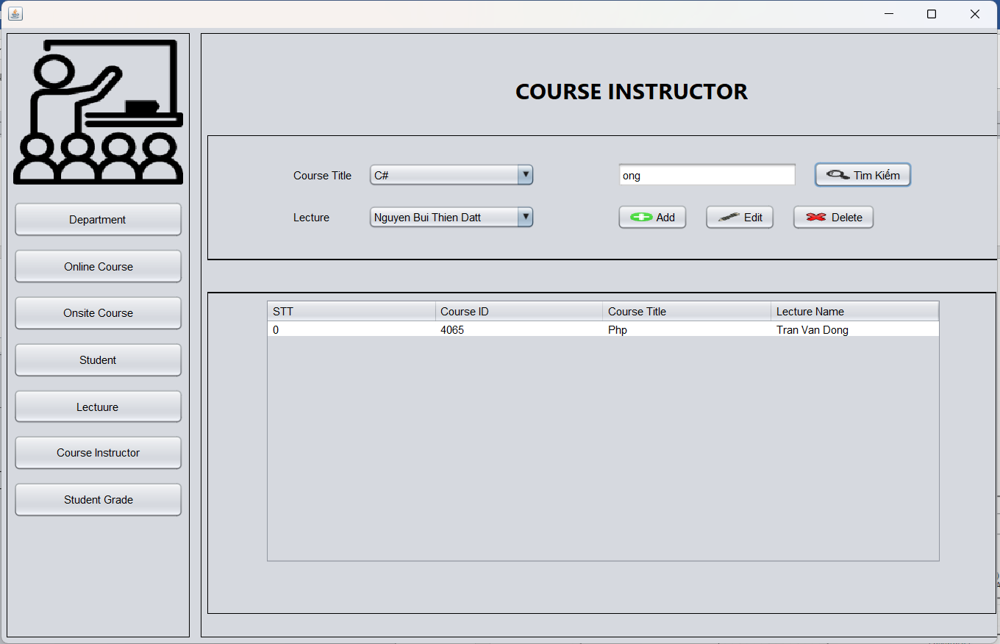 COURSE INSTRUCTOR
Course Title C# ong Tìm Kiếm
Lecture Nguyen Bui Thien Datt Add Edit Delete
Department
Online Course
Onsite Course
Student
Lectuure
Course Instructor
Student Grade
STT Course ID Course Title Lecture Name
0 4065 Php Tran Van Dong